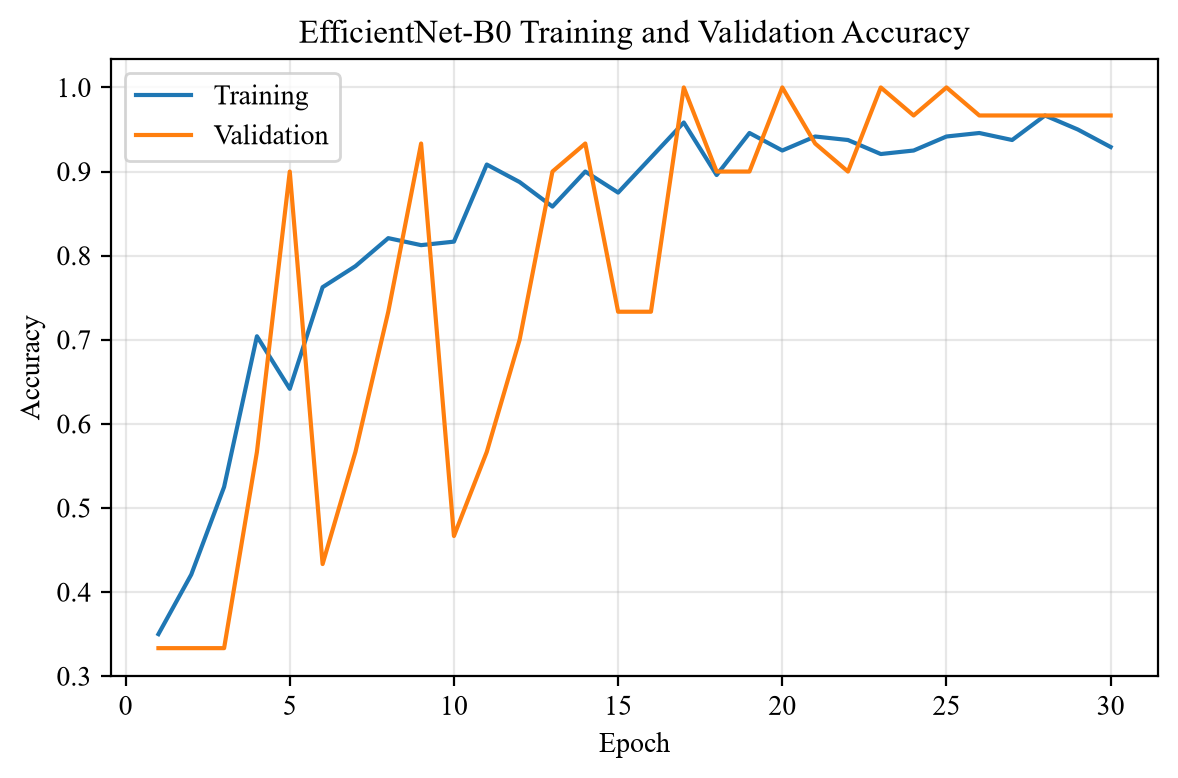 EfficientNet-B0 Training and Validation Accuracy
Training
Validation
1.0
0.9
0.8
0.7
0.6
0.5
0.4
0.3
Accuracy
0 5 10 15 20 25 30
Epoch